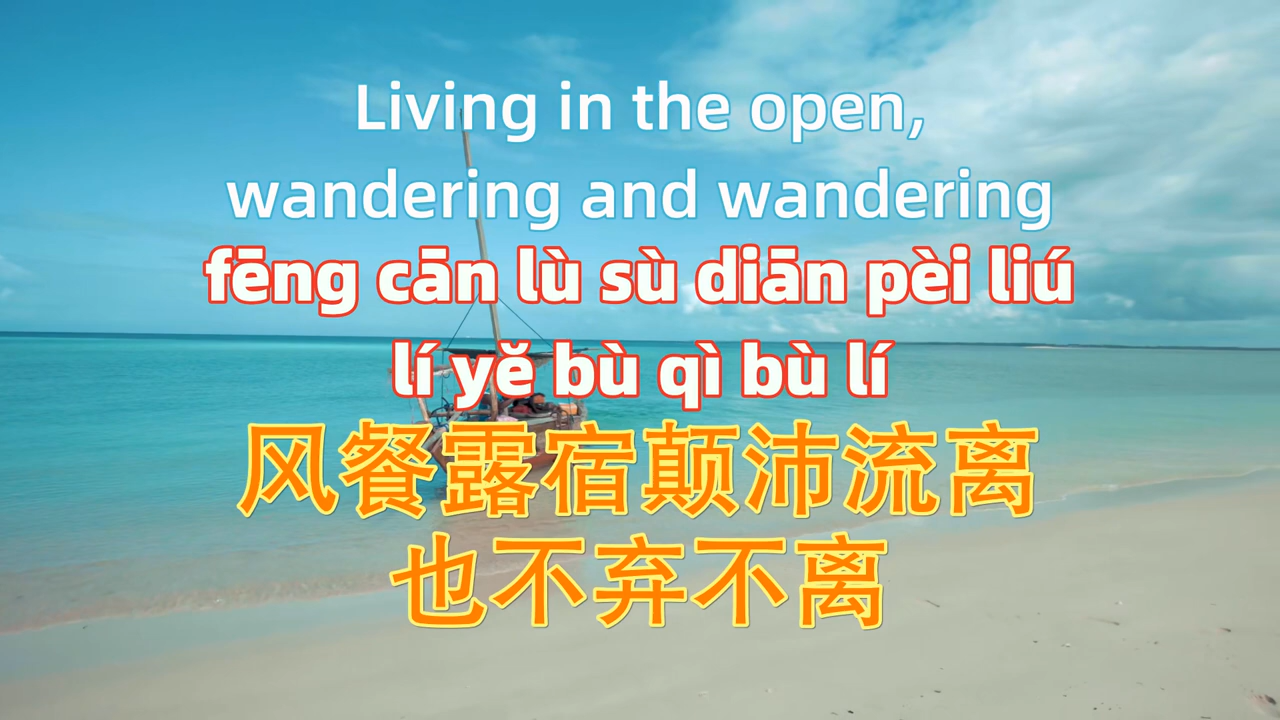 Living in the open,
wandering and wandering
fēng cān lù sù diān pèi liú
lí yě bù qì bù lí
风餐露宿颠沛流离
也不弃不离